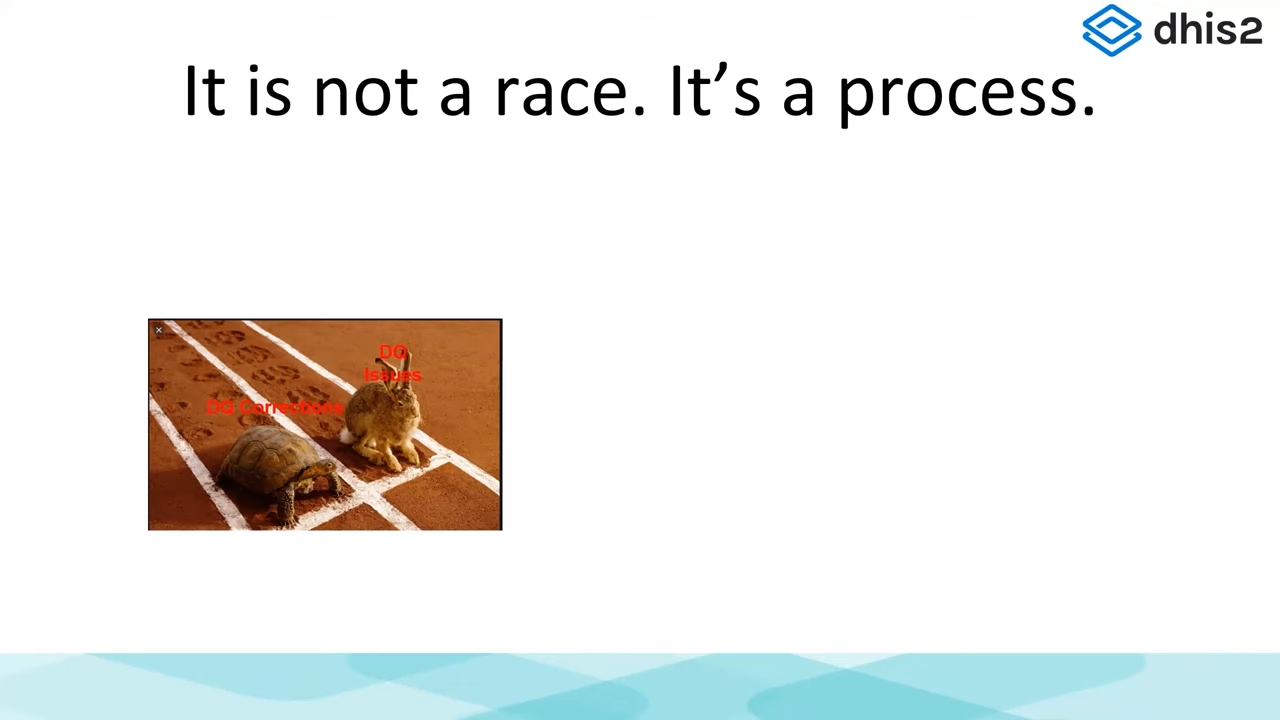 dhis2
It is not a race. It’s a process.
DQ
Issues
DQ Corrections